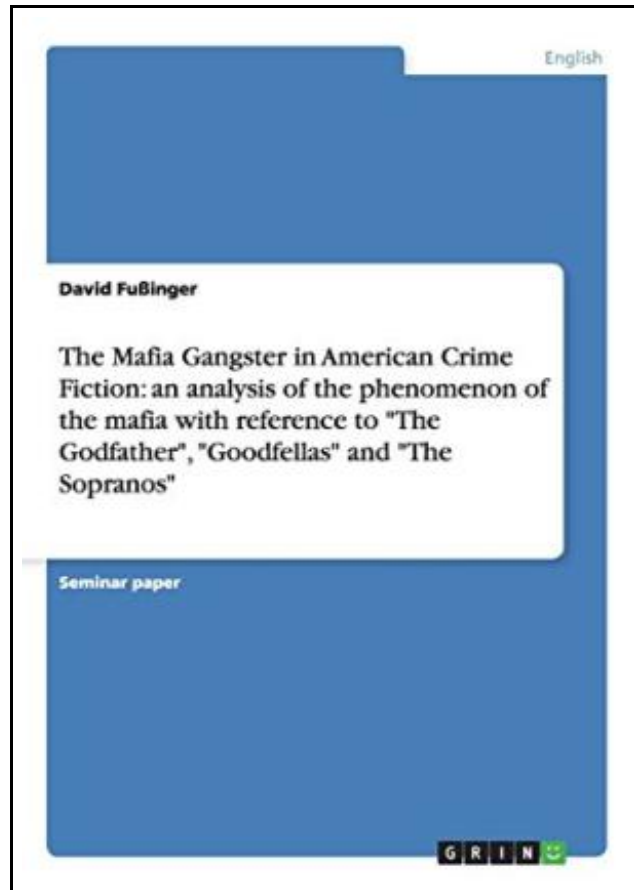 English
David Fußinger
The Mafia Gangster in American Crime
Fiction: an analysis of the phenomenon of
the mafia with reference to "The
Godfather", "Goodfellas" and "The
Sopranos"
Seminar paper
GRIN